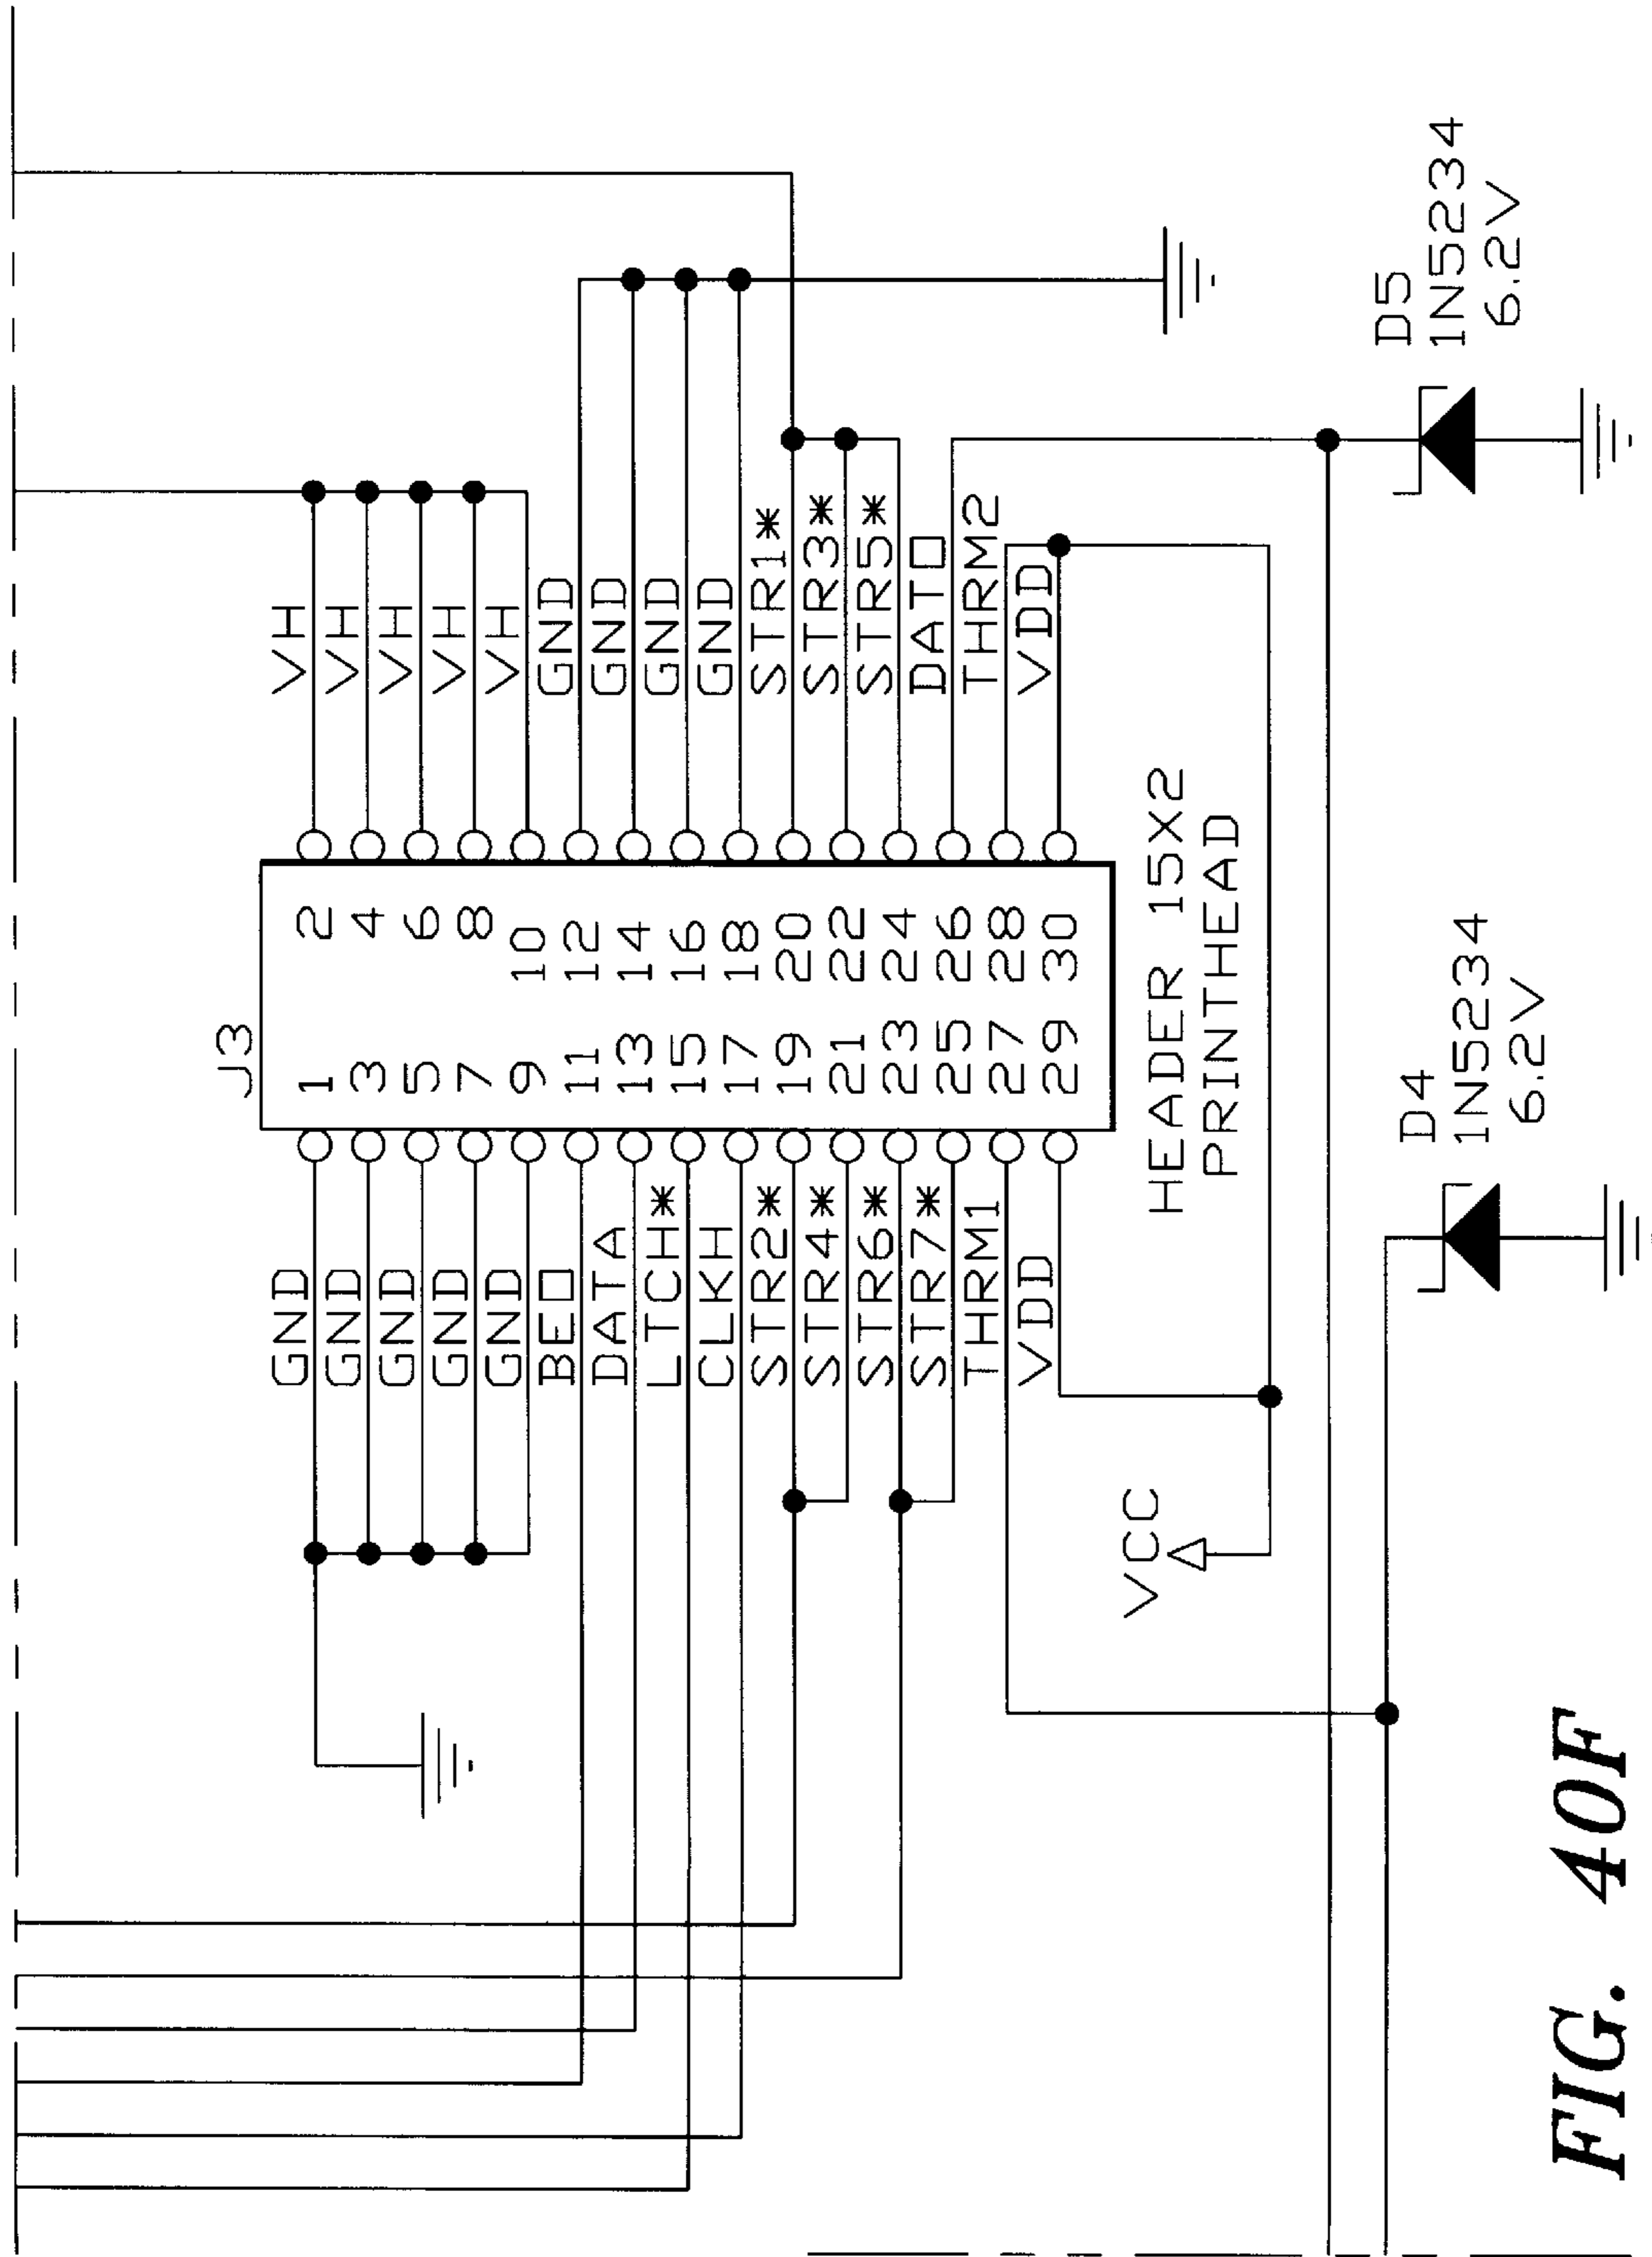 J3
GND 1 2 VH
GND 3 4 VH
GND 5 6 VH
GND 7 8 VH
GND 9 10 VH
BEO 11 12 GND
DATA 13 14 GND
LTCH* 15 16 GND
CLKH 17 18 GND
STR2* 19 20 STR1*
STR4* 21 22 STR3*
STR6* 23 24 STR5*
STR7* 25 26 DATO
THRM1 27 28 THRM2
VDD 29 30 VDD
VCC
HEADER 15X2
PRINTHEAD
D4
1N5234
6.2V
D5
1N5234
6.2V
FIG. 40F